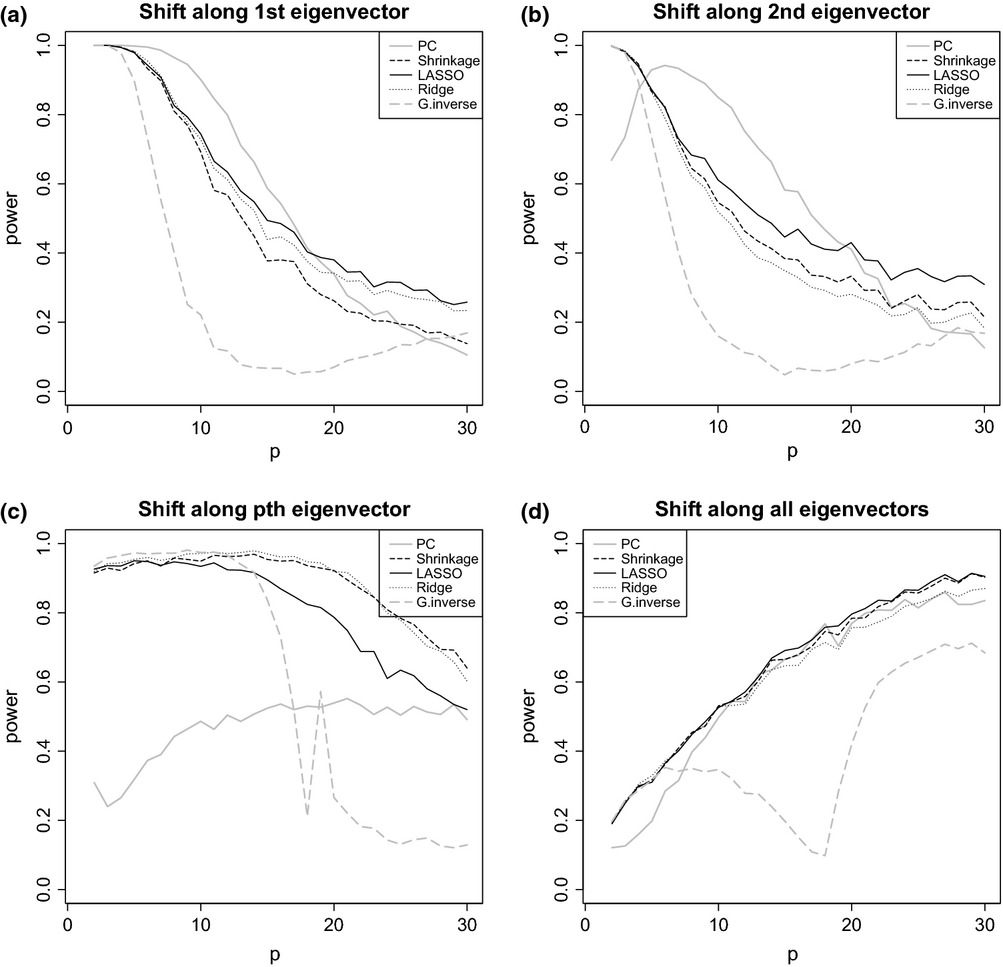 (a)
Shift along 1st eigenvector
PC
Shrinkage
LASSO
Ridge
G.inverse
power
0.0 0.2 0.4 0.6 0.8 1.0
0 10 20 30
p
(b)
Shift along 2nd eigenvector
PC
Shrinkage
LASSO
Ridge
G.inverse
power
0.0 0.2 0.4 0.6 0.8 1.0
0 10 20 30
p
(c)
Shift along pth eigenvector
PC
Shrinkage
LASSO
Ridge
G.inverse
power
0.0 0.2 0.4 0.6 0.8 1.0
0 10 20 30
p
(d)
Shift along all eigenvectors
PC
Shrinkage
LASSO
Ridge
G.inverse
power
0.0 0.2 0.4 0.6 0.8 1.0
0 10 20 30
p